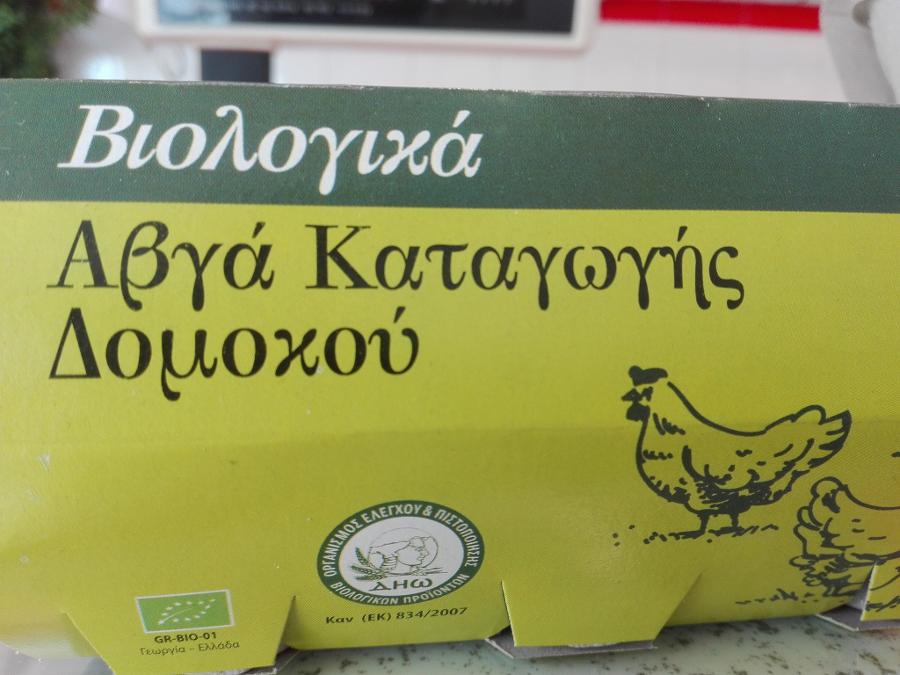 Βιολογικά
Αβγά Καταγωγής
Δομοκού
ΟΡΓΑΝΙΣΜΟΣ ΕΛΕΓΧΟΥ & ΠΙΣΤΟΠΟΙΗΣΗΣ
ΔΗΩ
ΒΙΟΛΟΓΙΚΩΝ ΠΡΟΪΟΝΤΩΝ
Καν (ΕΚ) 834/2007
GR-BIO-01
Γεωργία - Ελλάδα